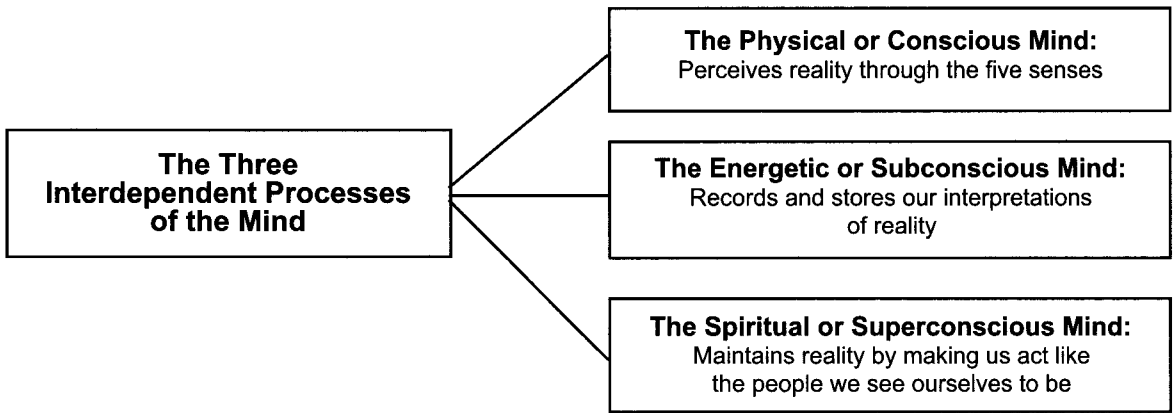 The Three
Interdependent Processes
of the Mind
The Physical or Conscious Mind:
Perceives reality through the five senses
The Energetic or Subconscious Mind:
Records and stores our interpretations
of reality
The Spiritual or Superconscious Mind:
Maintains reality by making us act like
the people we see ourselves to be